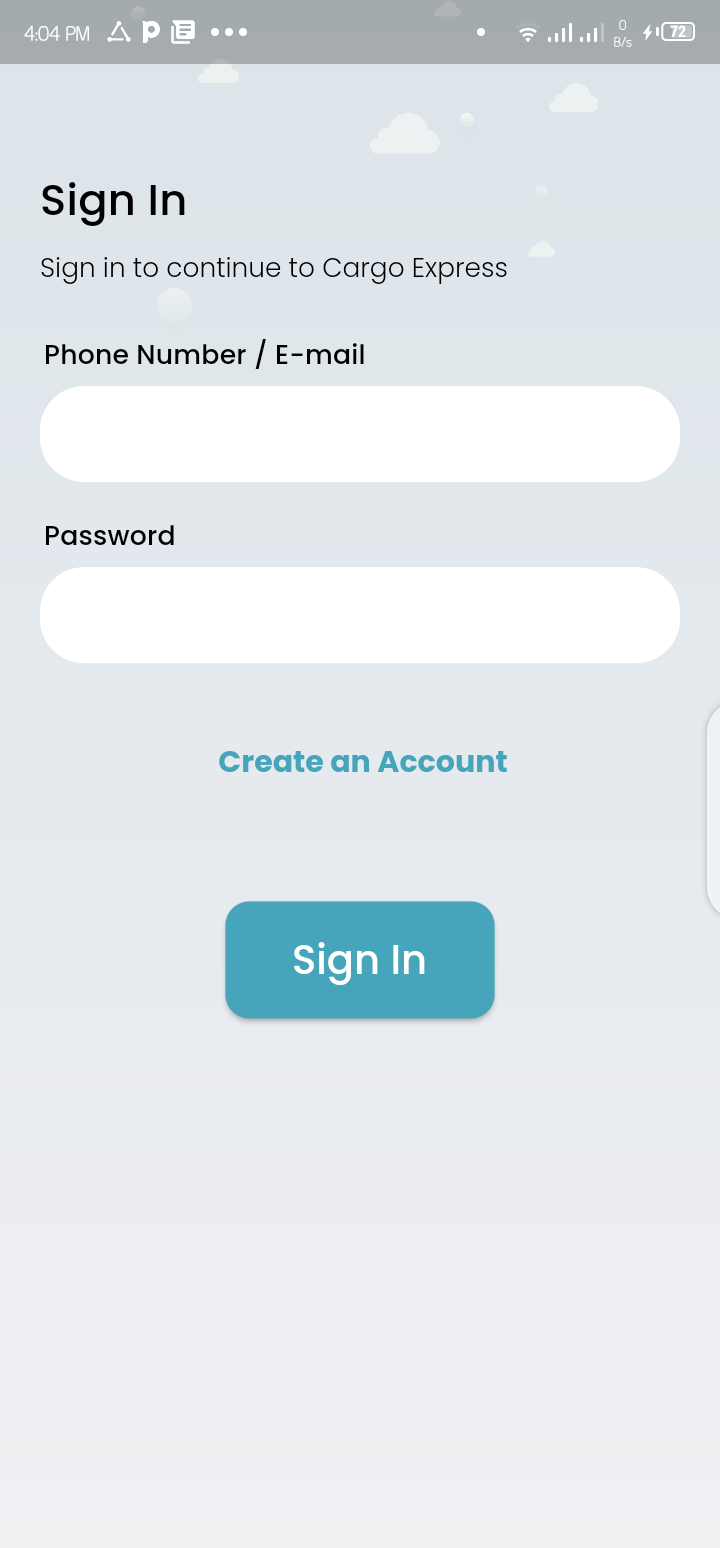 4:04 PM 0 B/s 72
Sign In
Sign in to continue to Cargo Express
Phone Number / E-mail
Password
Create an Account
Sign In